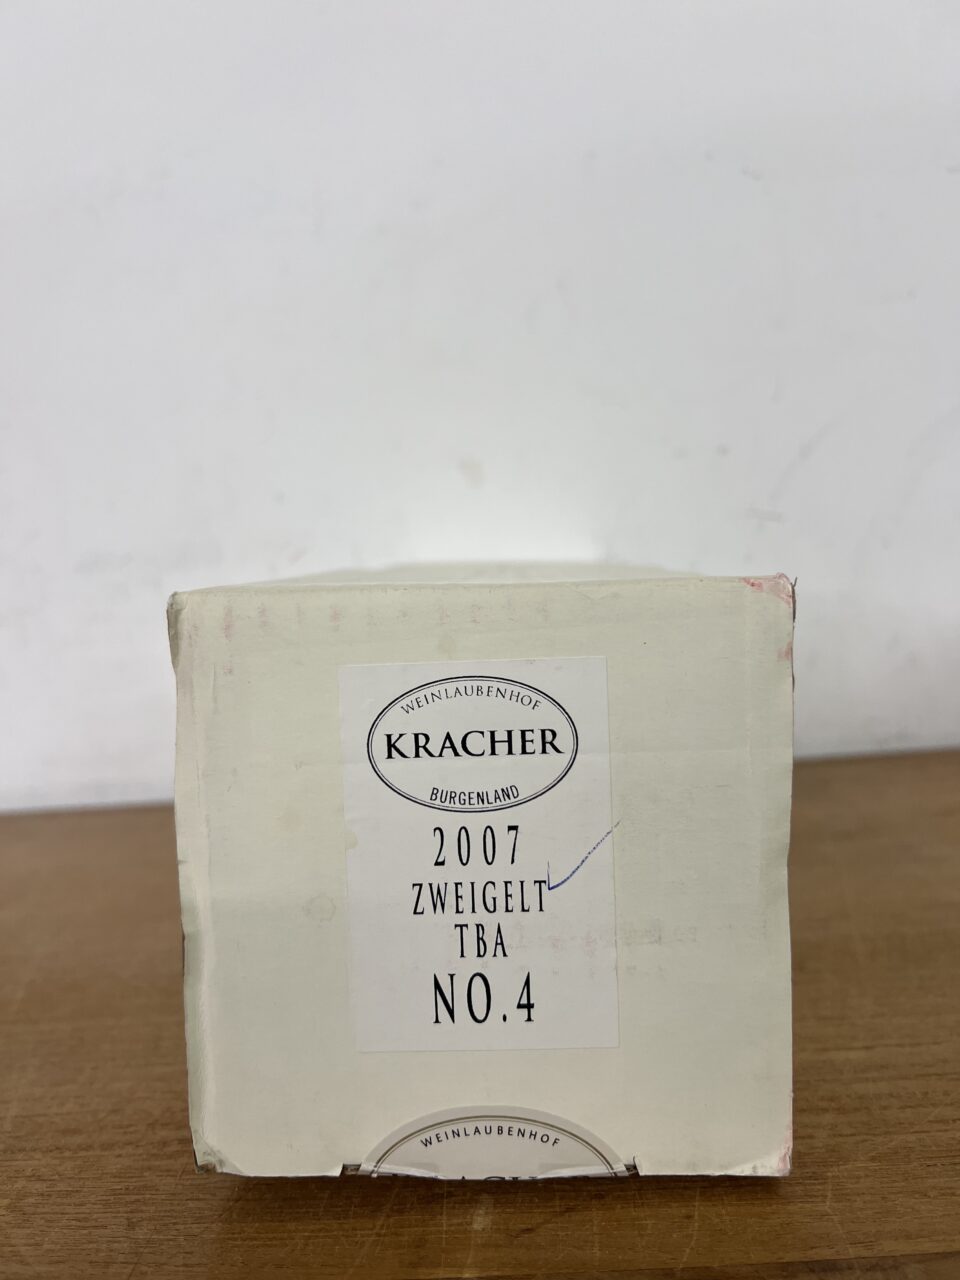 WEINLAUBENHOF
KRACHER
BURGENLAND
2007
ZWEIGELT
TBA
NO.4
WEINLAUBENHOF